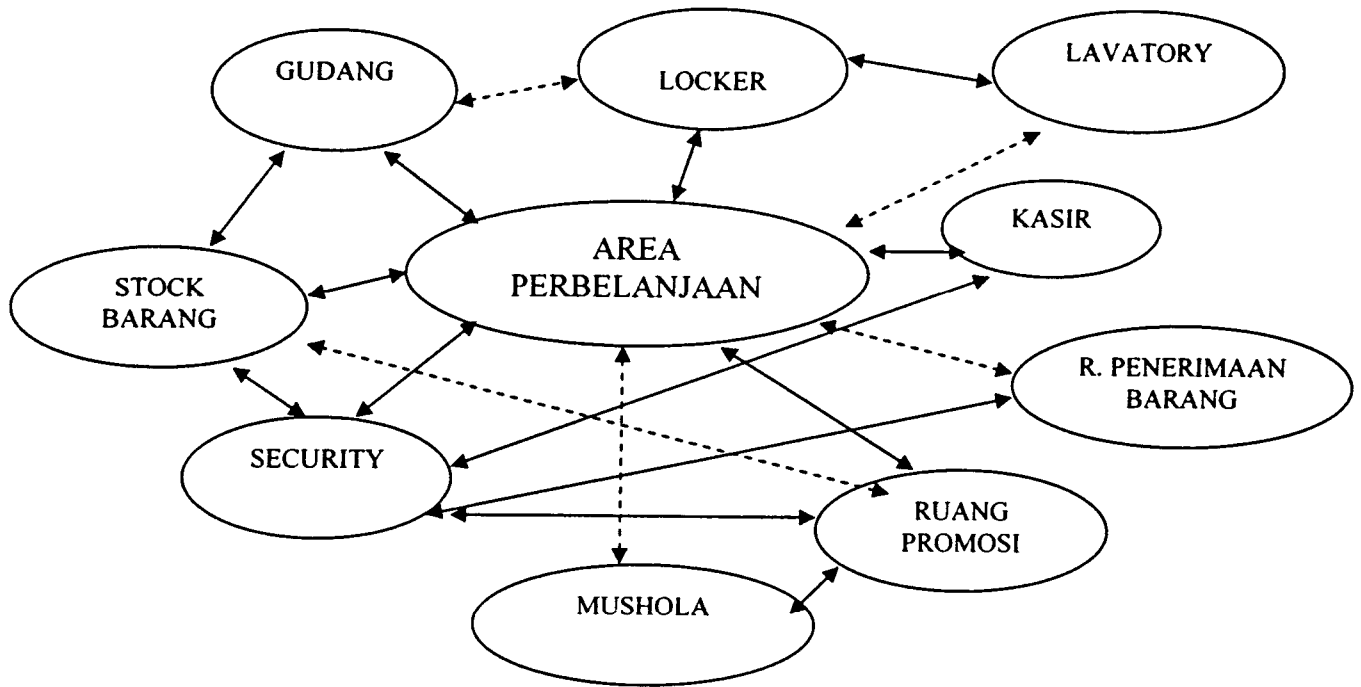 GUDANG
LOCKER
LAVATORY
KASIR
AREA
PERBELANJAAN
STOCK
BARANG
R. PENERIMAAN
BARANG
SECURITY
RUANG
PROMOSI
MUSHOLA